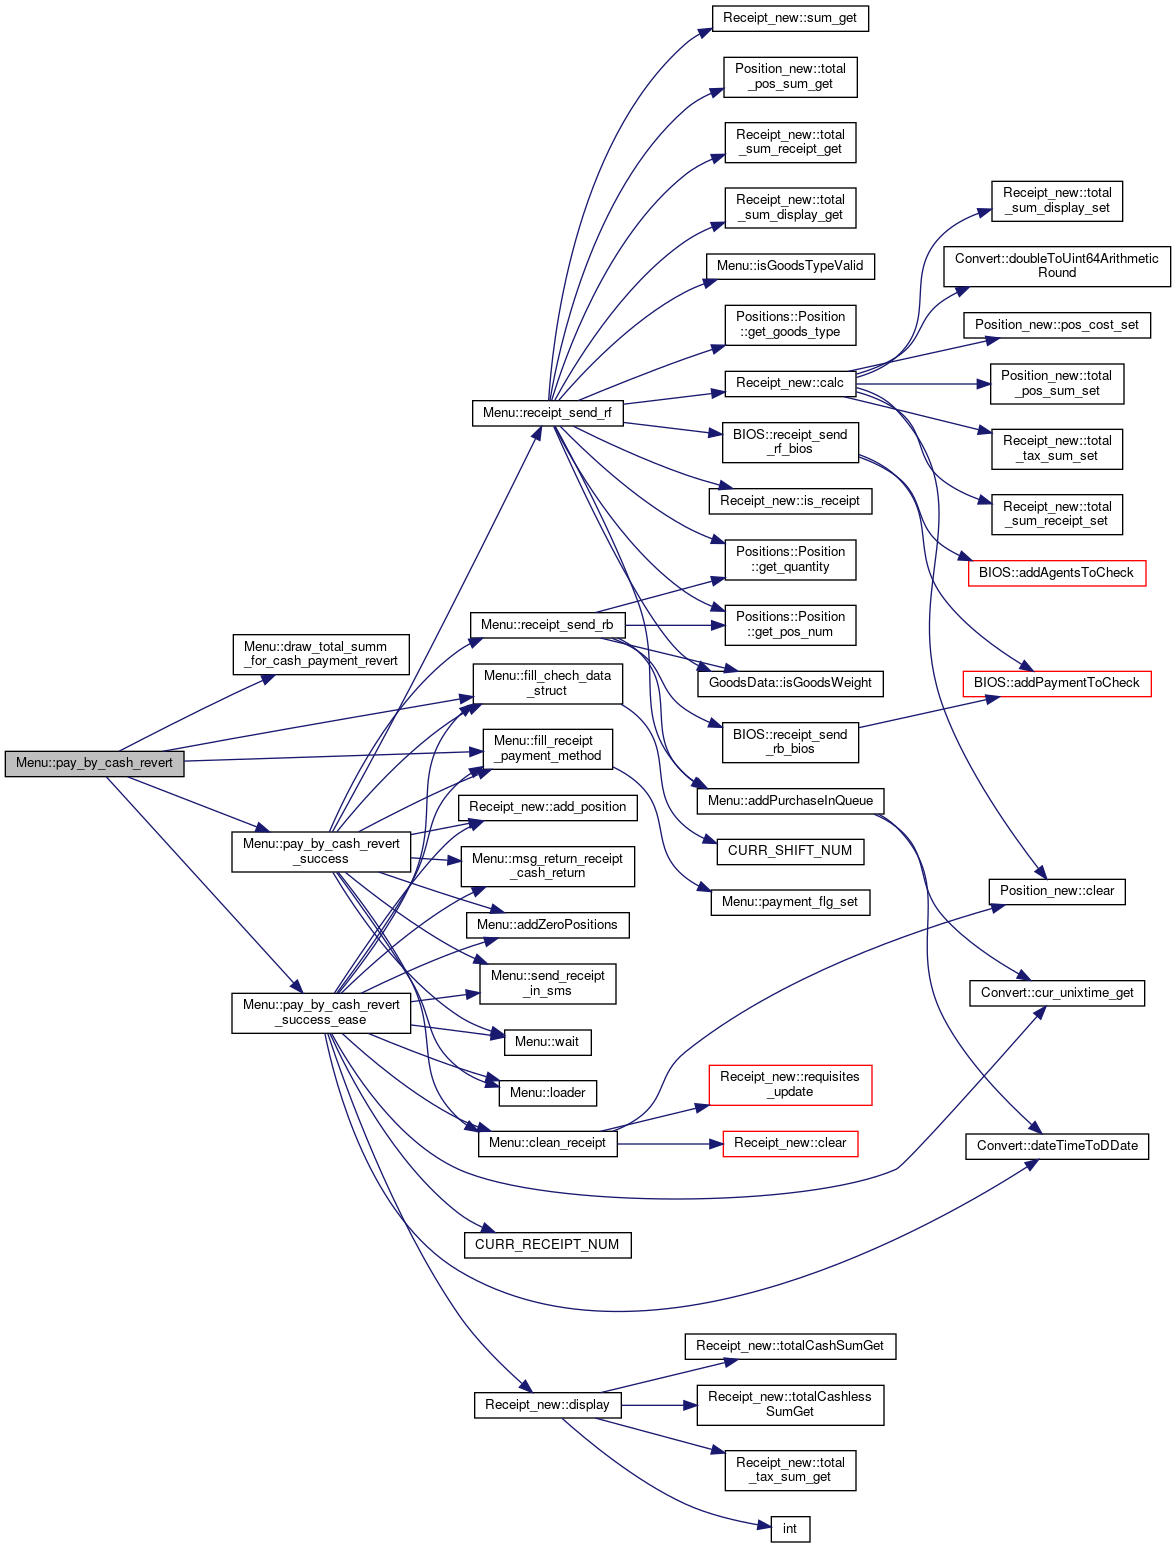 Receipt_new::sum_get
Position_new::total
_pos_sum_get
Receipt_new::total
_sum_receipt_get
Receipt_new::total
_sum_display_get
Menu::isGoodsTypeValid
Positions::Position
::get_goods_type
Receipt_new::calc
BIOS::receipt_send
_rf_bios
Receipt_new::is_receipt
Positions::Position
::get_quantity
Positions::Position
::get_pos_num
GoodsData::isGoodsWeight
BIOS::receipt_send
_rb_bios
Menu::addPurchaseInQueue
CURR_SHIFT_NUM
Menu::payment_flg_set
Receipt_new::requisites
_update
Receipt_new::clear
Receipt_new::totalCashSumGet
Receipt_new::totalCashless
SumGet
Receipt_new::total
_tax_sum_get
int
Receipt_new::total
_sum_display_set
Convert::doubleToUint64Arithmetic
Round
Position_new::pos_cost_set
Position_new::total
_pos_sum_set
Receipt_new::total
_tax_sum_set
Receipt_new::total
_sum_receipt_set
BIOS::addAgentsToCheck
BIOS::addPaymentToCheck
Position_new::clear
Convert::cur_unixtime_get
Convert::dateTimeToDDate
Menu::receipt_send_rf
Menu::receipt_send_rb
Menu::fill_chech_data
_struct
Menu::fill_receipt
_payment_method
Receipt_new::add_position
Menu::msg_return_receipt
_cash_return
Menu::addZeroPositions
Menu::send_receipt
_in_sms
Menu::wait
Menu::loader
Menu::clean_receipt
CURR_RECEIPT_NUM
Receipt_new::display
Menu::draw_total_summ
_for_cash_payment_revert
Menu::pay_by_cash_revert
Menu::pay_by_cash_revert
_success
Menu::pay_by_cash_revert
_success_ease